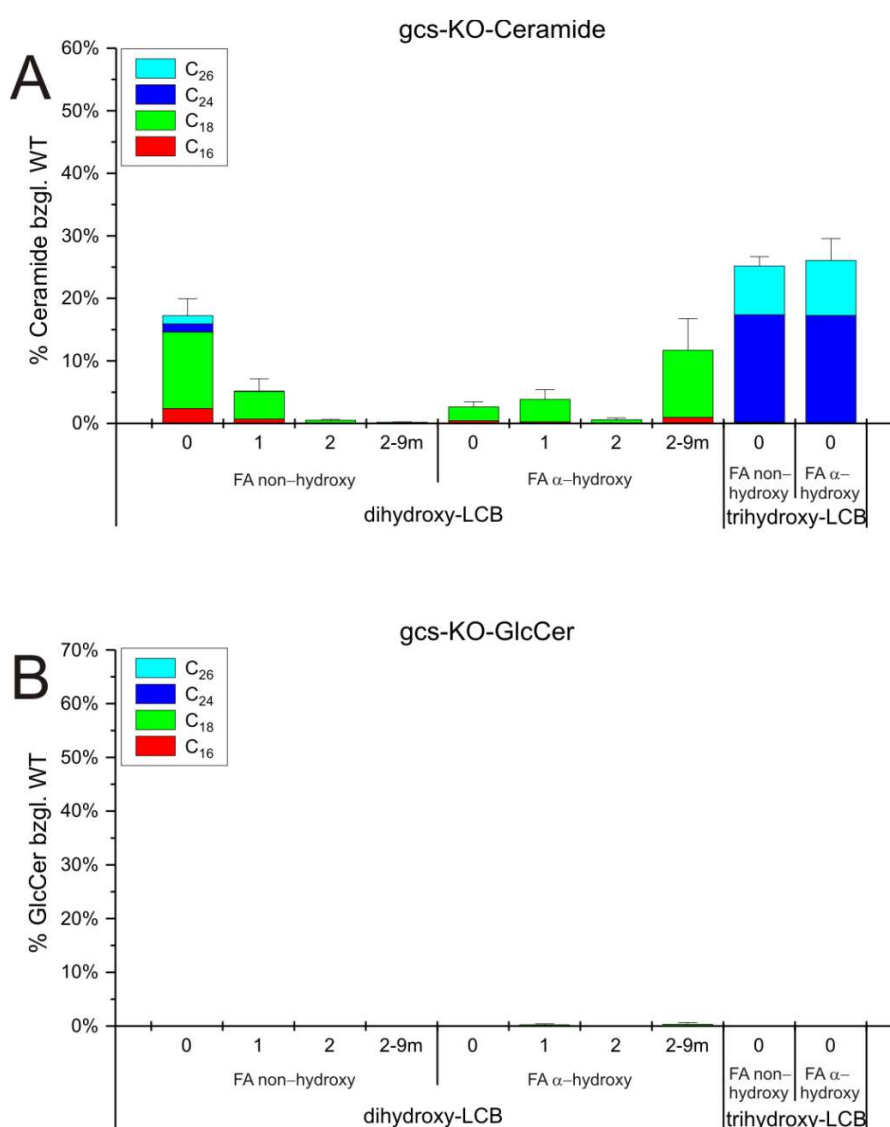 gcs-KO-Ceramide
A
% Ceramide bzgl. WT
60%
50%
40%
30%
20%
10%
0%
C26
C24
C18
C16
0 1 2 2-9m 0 1 2 2-9m 0 0
FA non–hydroxy FA α–hydroxy FA non–hydroxy FA α–hydroxy
dihydroxy-LCB trihydroxy-LCB
gcs-KO-GlcCer
B
% GlcCer bzgl. WT
70%
60%
50%
40%
30%
20%
10%
0%
C26
C24
C18
C16
0 1 2 2-9m 0 1 2 2-9m 0 0
FA non–hydroxy FA α–hydroxy FA non–hydroxy FA α–hydroxy
dihydroxy-LCB trihydroxy-LCB